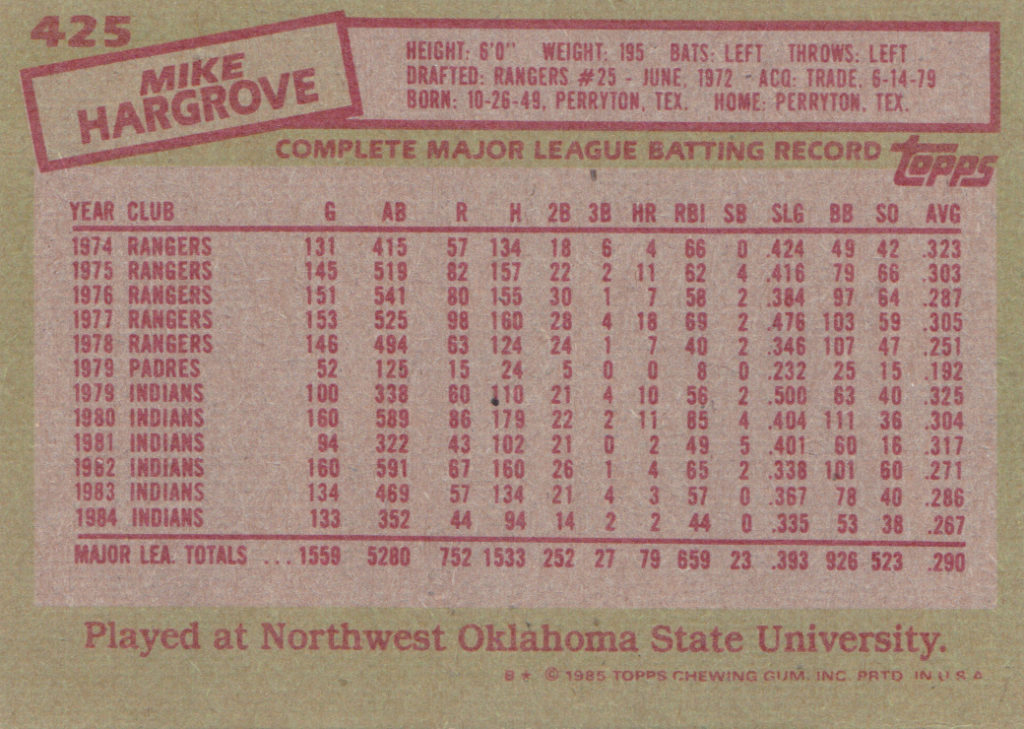 425
MIKE
HARGROVE
HEIGHT: 6'0" WEIGHT: 195 BATS: LEFT THROWS: LEFT
DRAFTED: RANGERS #25 - JUNE, 1972 - ACQ: TRADE, 6-14-79
BORN: 10-26-49, PERRYTON, TEX. HOME: PERRYTON, TEX.
COMPLETE MAJOR LEAGUE BATTING RECORD topps
YEAR CLUB G AB R H 2B 3B HR RBI SB SLG BB SO AVG
1974 RANGERS 131 415 57 134 18 6 4 66 0 .424 49 42 .323
1975 RANGERS 145 519 82 157 22 2 11 62 4 .416 79 66 .303
1976 RANGERS 151 541 80 155 30 1 7 58 2 .384 97 64 .287
1977 RANGERS 153 525 98 160 28 4 18 69 2 .476 103 59 .305
1978 RANGERS 146 494 63 124 24 1 7 40 2 .346 107 47 .251
1979 PADRES 52 125 15 24 5 0 0 8 0 .232 25 15 .192
1979 INDIANS 100 338 60 110 21 4 10 56 2 .500 63 40 .325
1980 INDIANS 160 589 86 179 22 2 11 85 4 .404 111 36 .304
1981 INDIANS 94 322 43 102 21 0 2 49 5 .401 60 16 .317
1982 INDIANS 160 591 67 160 26 1 4 65 2 .338 101 60 .271
1983 INDIANS 134 469 57 134 21 4 3 57 0 .367 78 40 .286
1984 INDIANS 133 352 44 94 14 2 2 44 0 .335 53 38 .267
MAJOR LEA. TOTALS ... 1559 5280 752 1533 252 27 79 659 23 .393 926 523 .290
Played at Northwest Oklahoma State University.
B★ © 1985 TOPPS CHEWING GUM, INC. PRTD. IN U.S.A.